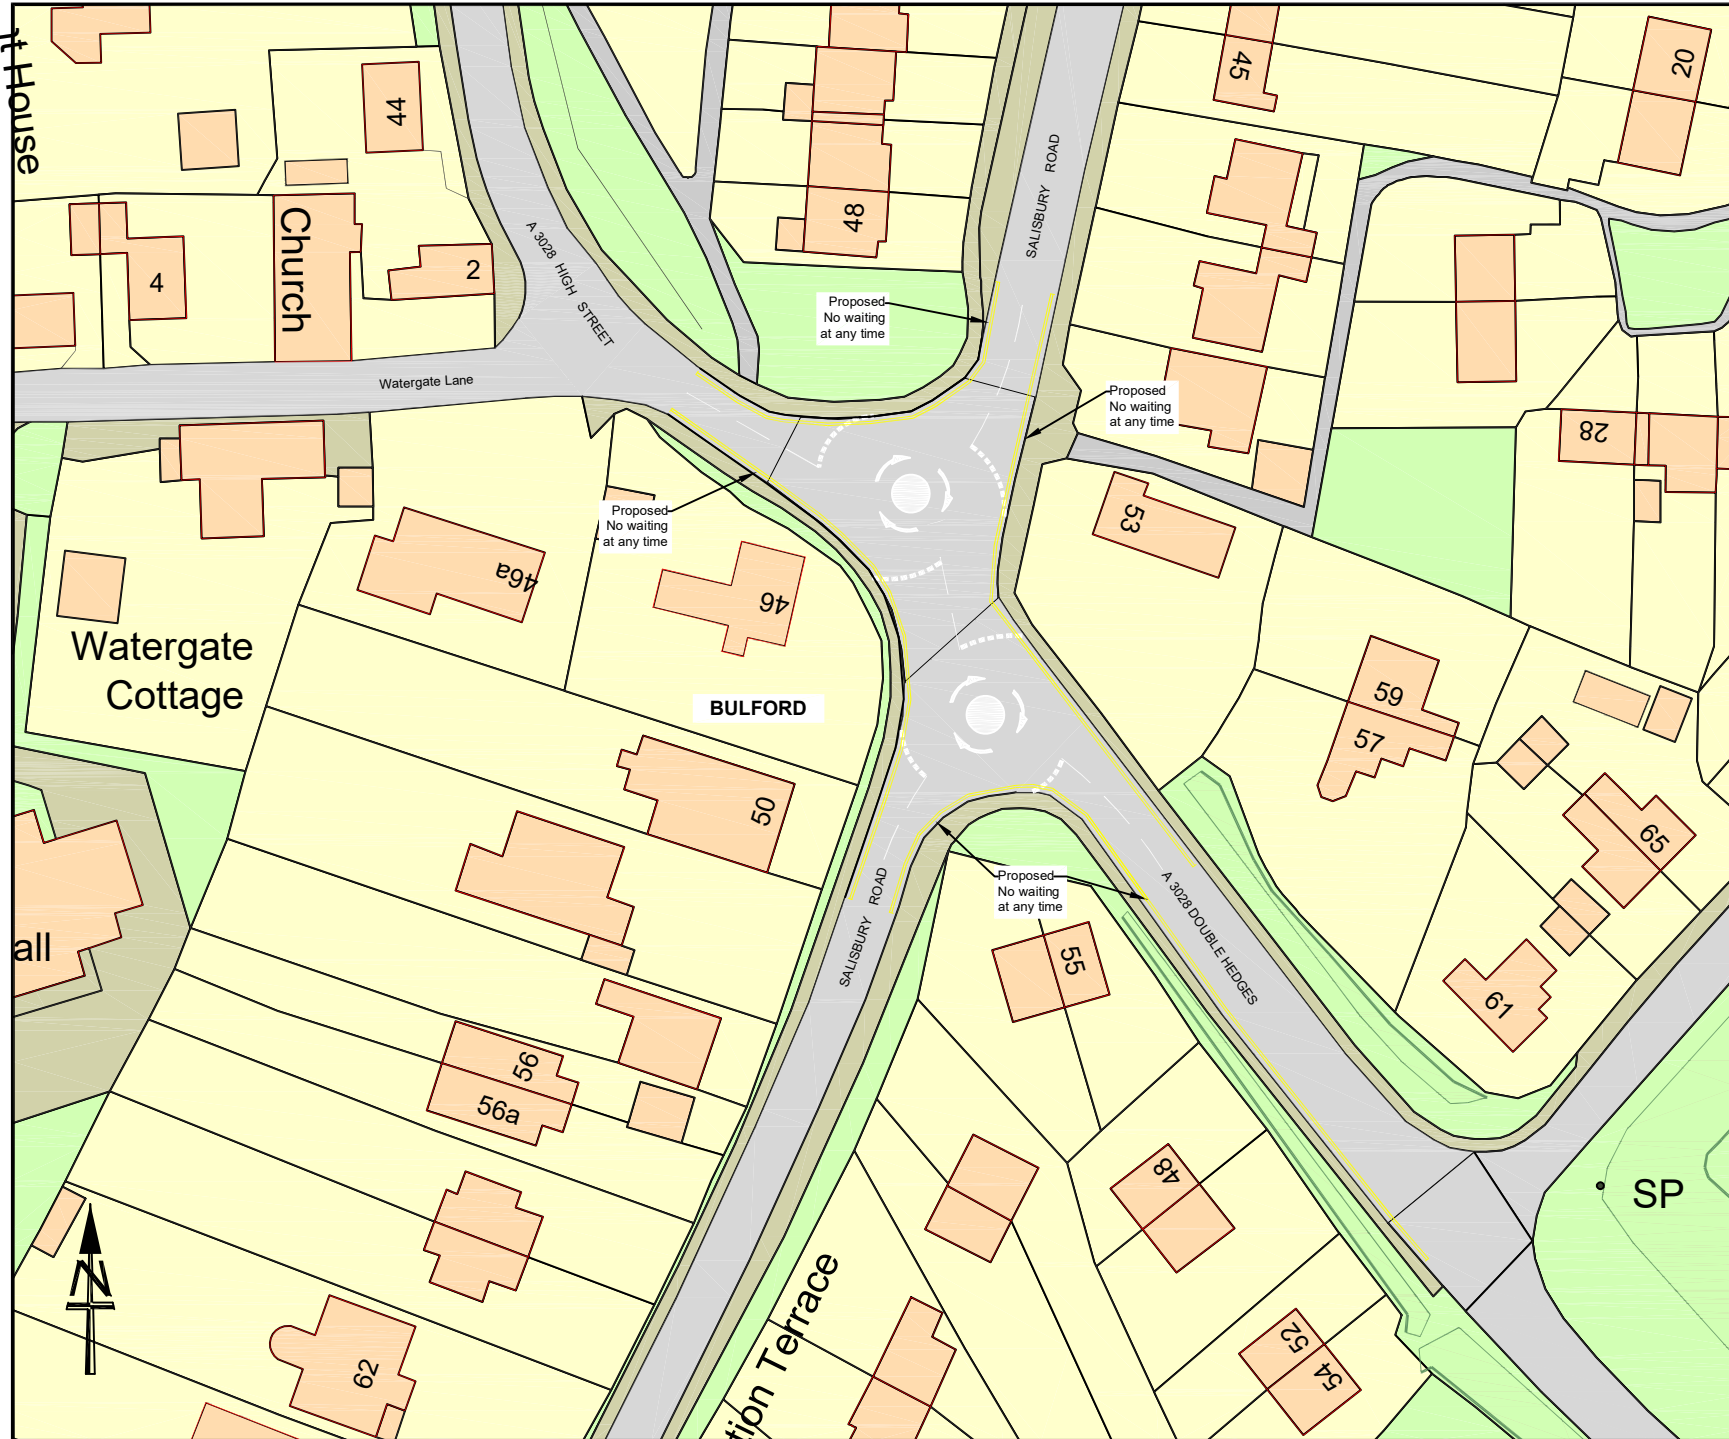 nt House
44
45
20
48
SALISBURY ROAD
A 3028 HIGH STREET
Church
2
4
Proposed
No waiting
at any time
Watergate Lane
Proposed
No waiting
at any time
28
Proposed
No waiting
at any time
53
46a
46
Watergate
Cottage
BULFORD
59
57
50
65
Proposed
No waiting
at any time
SALISBURY ROAD
A 3028 DOUBLE HEDGES
all
55
61
56
56a
48
SP
N
tion Terrace
52
54
62